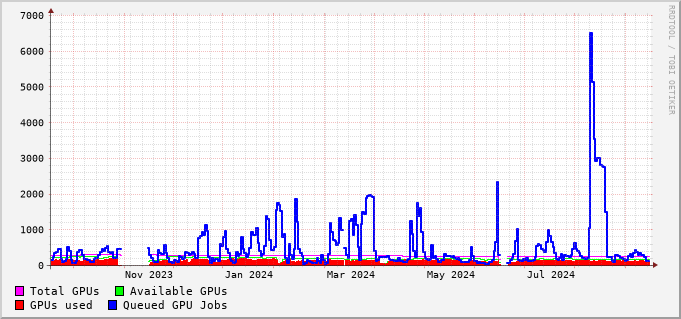 7000
6000
5000
4000
3000
2000
1000
0
Nov 2023 Jan 2024 Mar 2024 May 2024 Jul 2024
Total GPUs Available GPUs
GPUs used Queued GPU Jobs
RRDTOOL / TOBI OETIKER